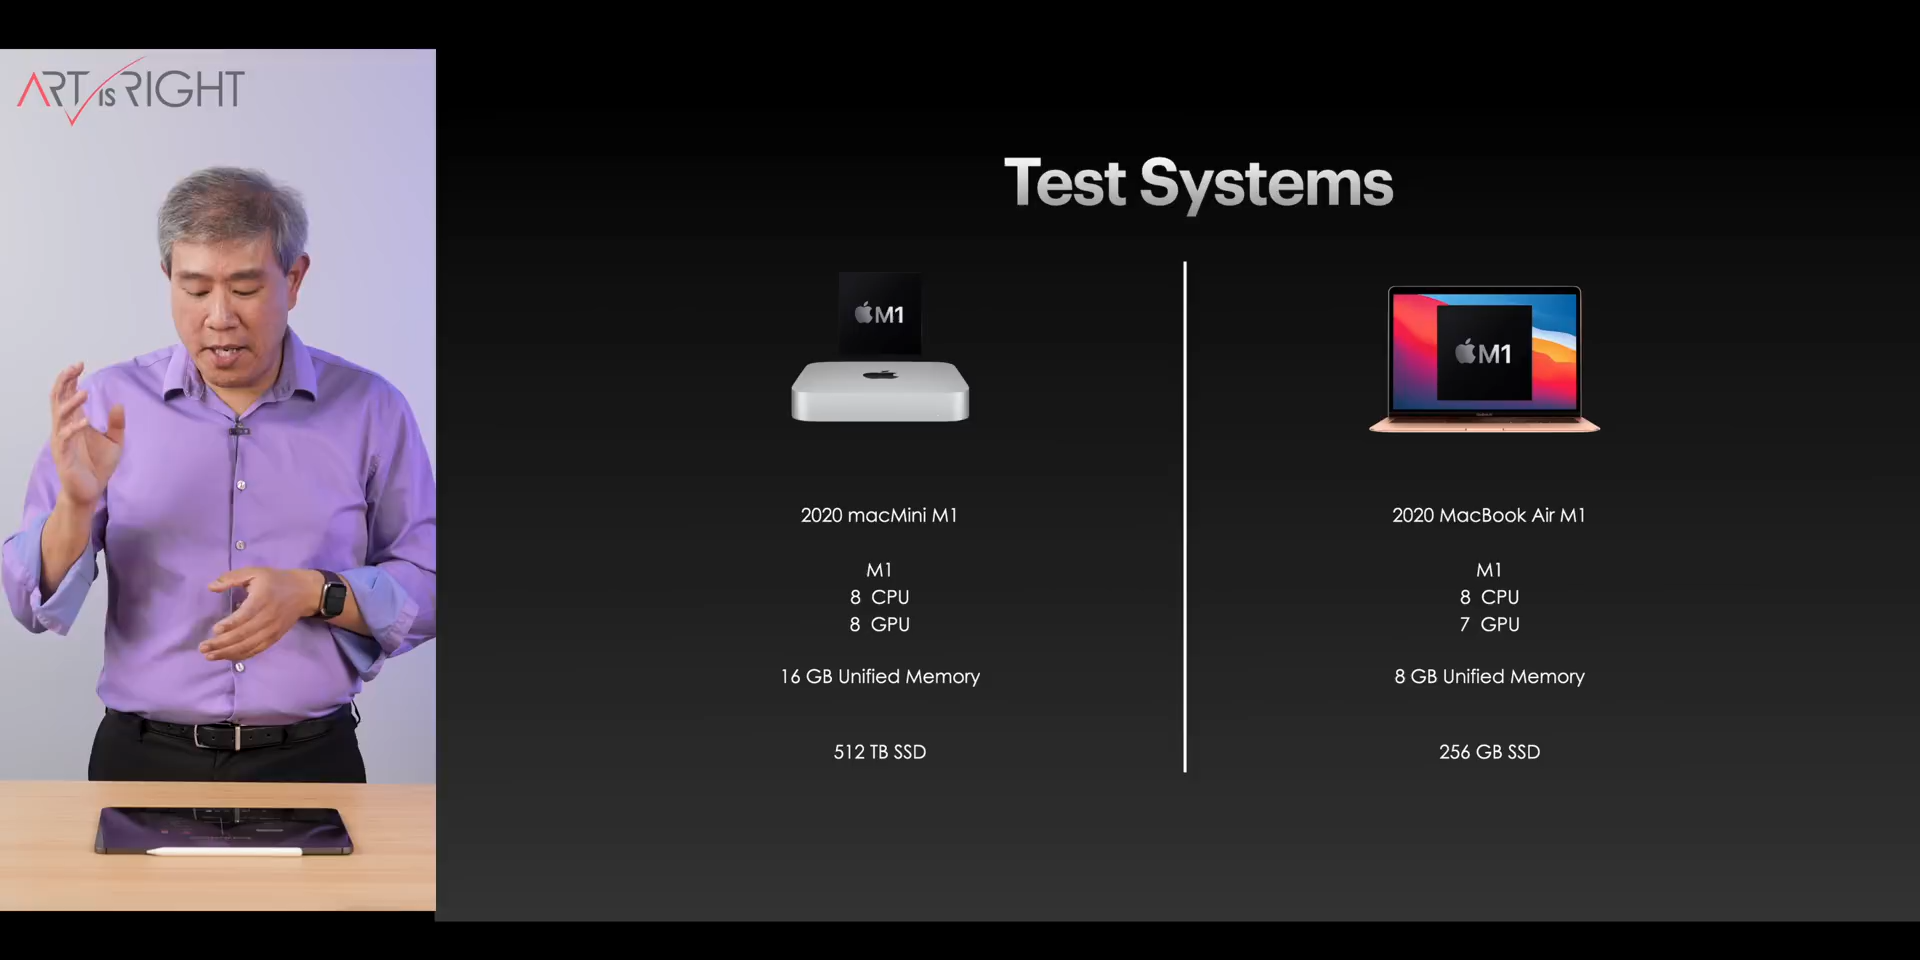 ART IS RIGHT
Test Systems
M1
M1
2020 macMini M1
M1
8 CPU
8 GPU
16 GB Unified Memory
512 TB SSD
2020 MacBook Air M1
M1
8 CPU
7 GPU
8 GB Unified Memory
256 GB SSD